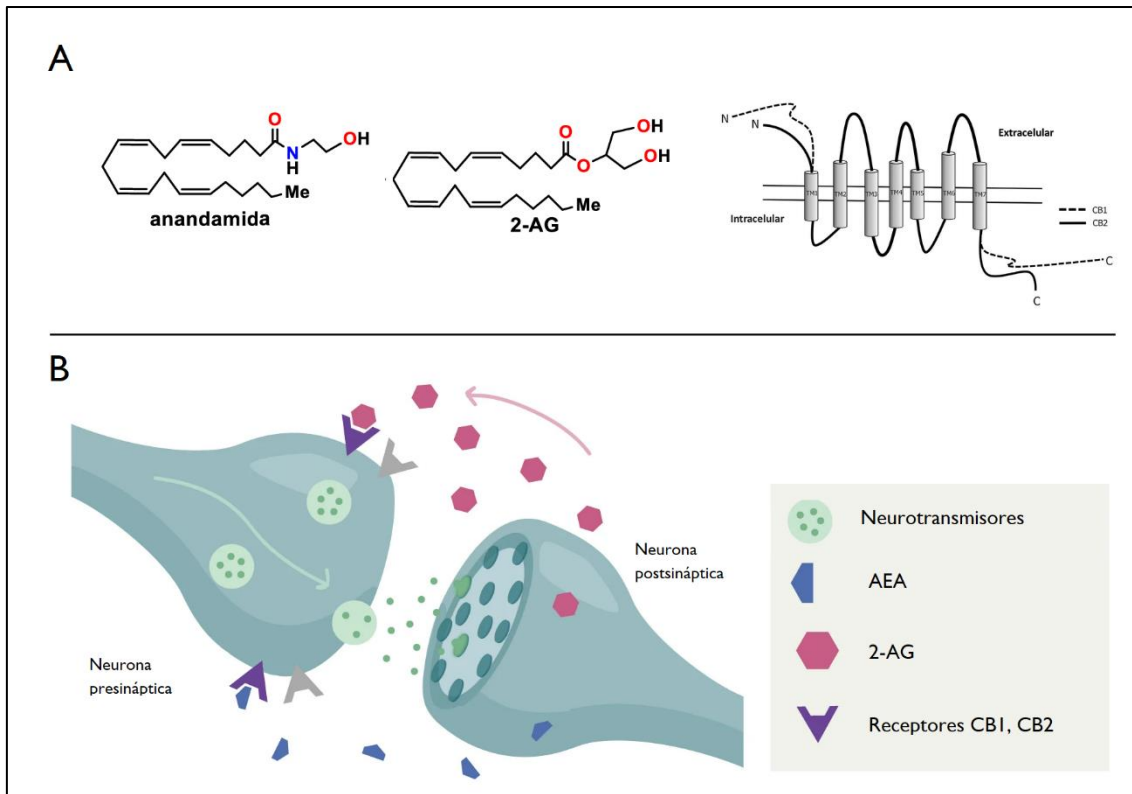 A
O
OH
N
H
Me
anandamida
O
OH
OH
O
Me
2-AG
N
N
Extracelular
TM1 TM2 TM3 TM4 TM5 TM6 TM7
Intracelular
CB1
CB2
C
C
B
Neurona
presináptica
Neurona
postsináptica
Neurotransmisores
AEA
2-AG
Receptores CB1, CB2